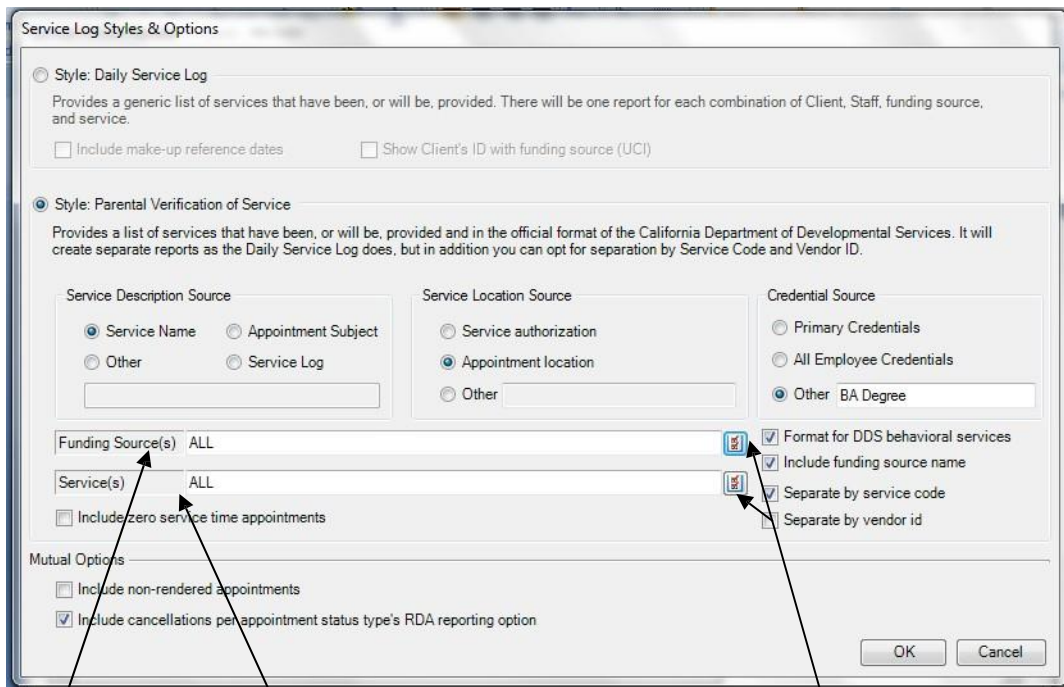 Service Log Styles & Options
Style: Daily Service Log
Provides a generic list of services that have been, or will be, provided. There will be one report for each combination of Client, Staff, funding source,
and service.
Include make-up reference dates
Show Client's ID with funding source (UCI)
Style: Parental Verification of Service
Provides a list of services that have been, or will be, provided and in the official format of the California Department of Developmental Services. It will
create separate reports as the Daily Service Log does, but in addition you can opt for separation by Service Code and Vendor ID.
Service Description Source
Service Name
Appointment Subject
Other
Service Log
Service Location Source
Service authorization
Appointment location
Other
Credential Source
Primary Credentials
All Employee Credentials
Other BA Degree
Funding Source(s) ALL
Service(s) ALL
Include zero service time appointments
Format for DDS behavioral services
Include funding source name
Separate by service code
Separate by vendor id
Mutual Options
Include non-rendered appointments
Include cancellations per appointment status type's RDA reporting option
OK
Cancel